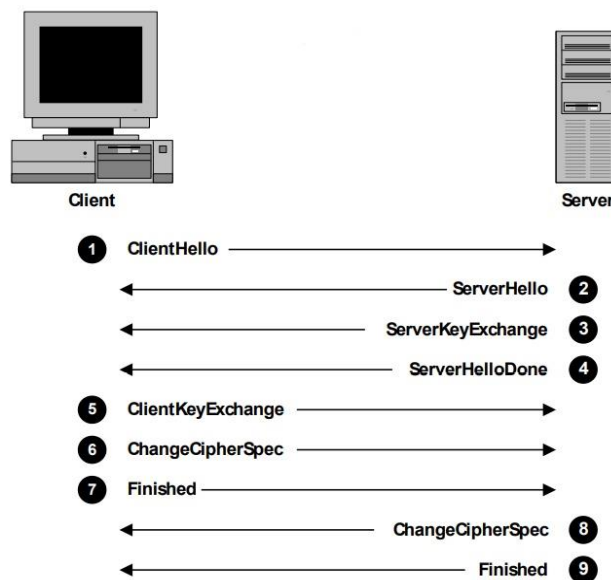 Client
Server
1 ClientHello
ServerHello 2
ServerKeyExchange 3
ServerHelloDone 4
5 ClientKeyExchange
6 ChangeCipherSpec
7 Finished
ChangeCipherSpec 8
Finished 9